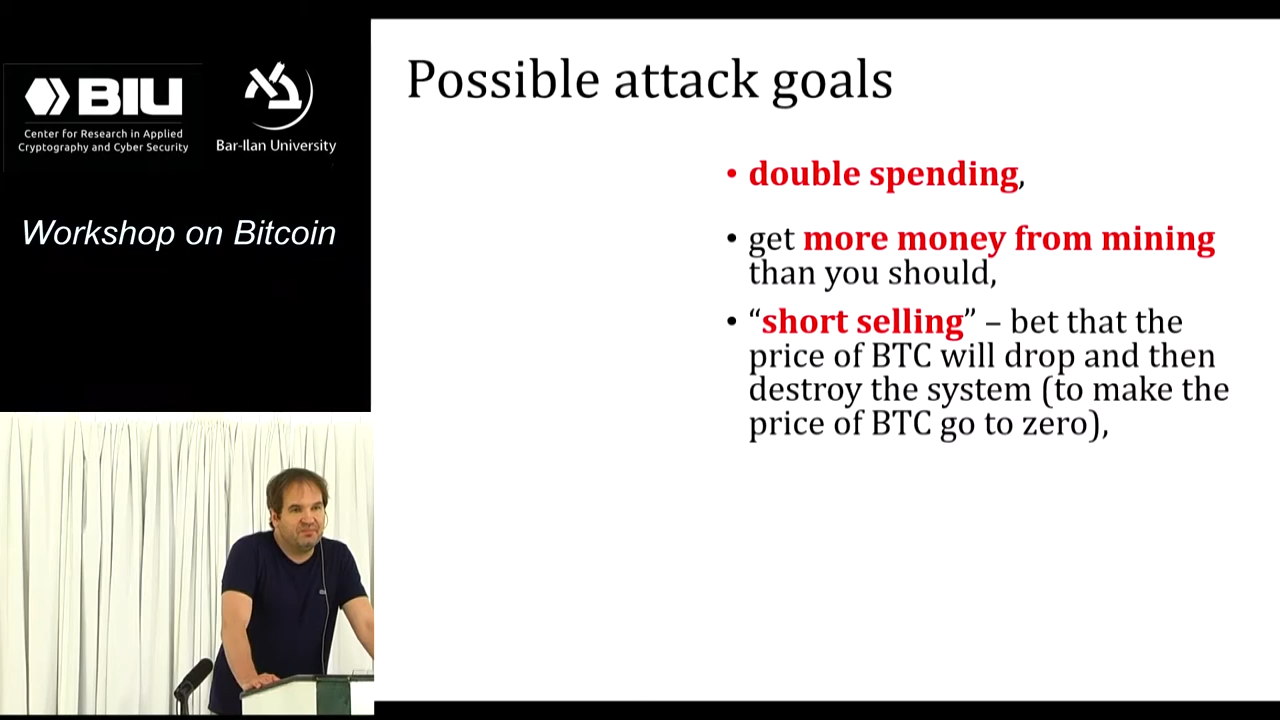 BIU
Center for Research in Applied
Cryptography and Cyber Security
Bar-Ilan University
Workshop on Bitcoin
Possible attack goals
• double spending,
• get more money from mining
than you should,
• “short selling” – bet that the
price of BTC will drop and then
destroy the system (to make the
price of BTC go to zero),